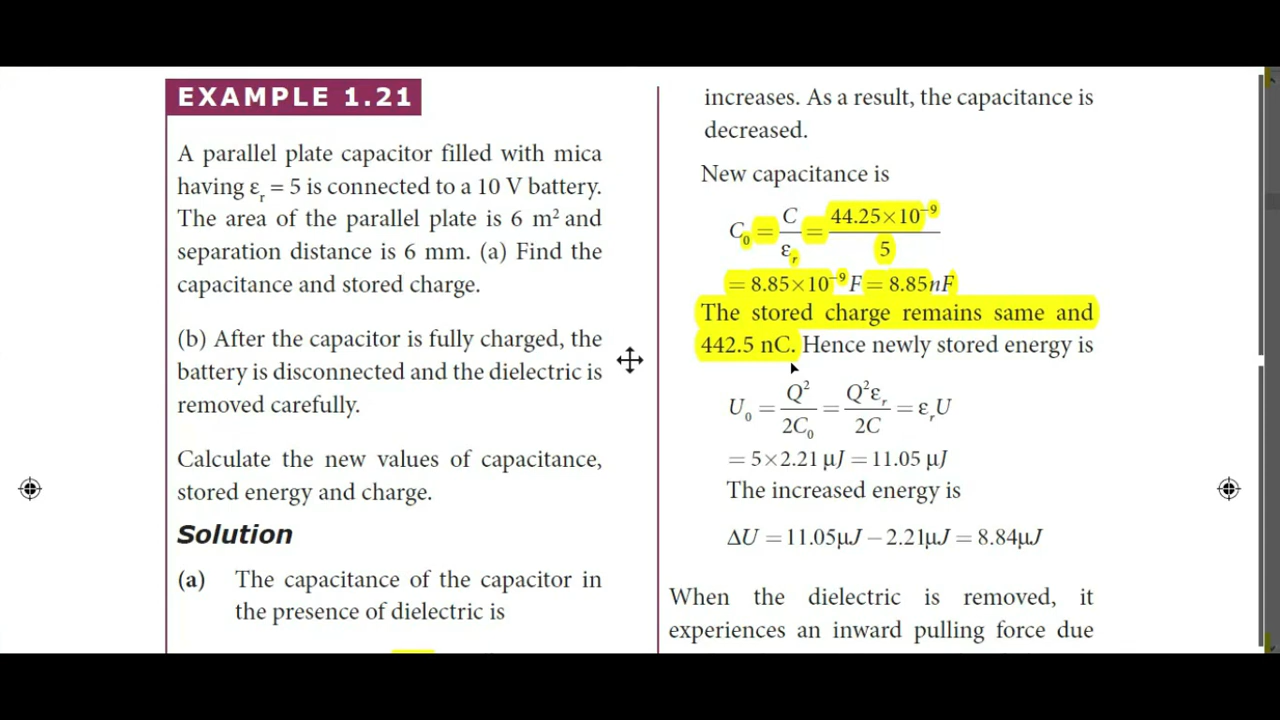 EXAMPLE 1.21
A parallel plate capacitor filled with mica
having εr = 5 is connected to a 10 V battery.
The area of the parallel plate is 6 m² and
separation distance is 6 mm. (a) Find the
capacitance and stored charge.
(b) After the capacitor is fully charged, the
battery is disconnected and the dielectric is
removed carefully.
Calculate the new values of capacitance,
stored energy and charge.
Solution
(a) The capacitance of the capacitor in
the presence of dielectric is
increases. As a result, the capacitance is
decreased.
New capacitance is
C₀ = C/εr = 44.25×10⁻⁹/5
= 8.85×10⁻⁹ F = 8.85nF
The stored charge remains same and
442.5 nC. Hence newly stored energy is
U₀ = Q²/2C₀ = Q²εr/2C = εrU
= 5×2.21 μJ = 11.05 μJ
The increased energy is
ΔU = 11.05μJ − 2.21μJ = 8.84μJ
When the dielectric is removed, it
experiences an inward pulling force due